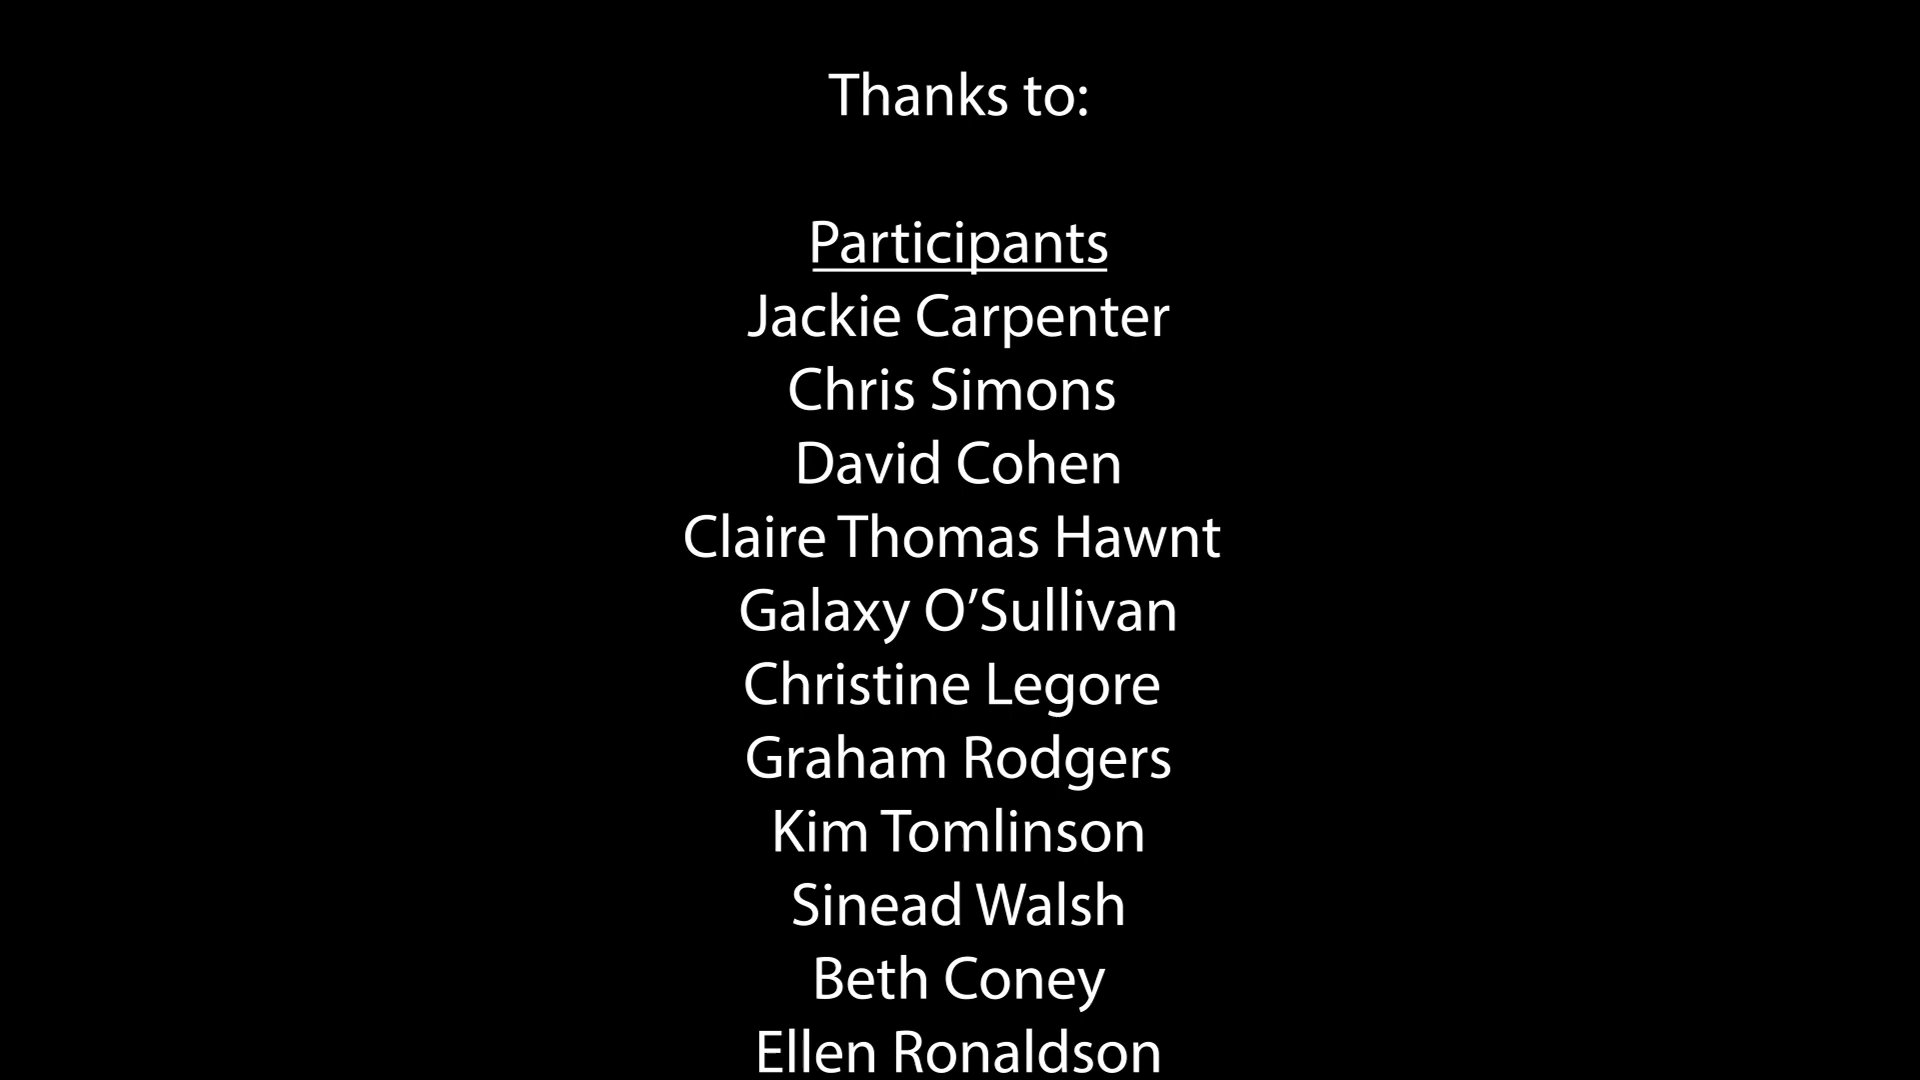 Thanks to:
Participants
Jackie Carpenter
Chris Simons
David Cohen
Claire Thomas Hawnt
Galaxy O’Sullivan
Christine Legore
Graham Rodgers
Kim Tomlinson
Sinead Walsh
Beth Coney
Ellen Ronaldson